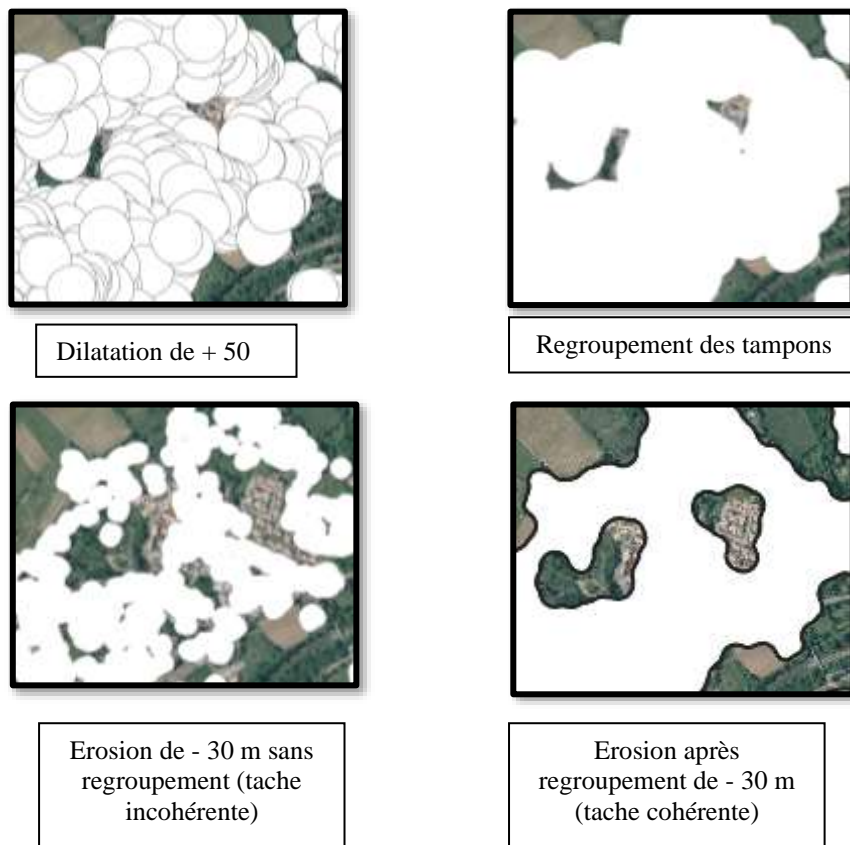 Dilatation de + 50
Regroupement des tampons
Erosion de - 30 m sans
regroupement (tache
incohérente)
Erosion après
regroupement de - 30 m
(tache cohérente)